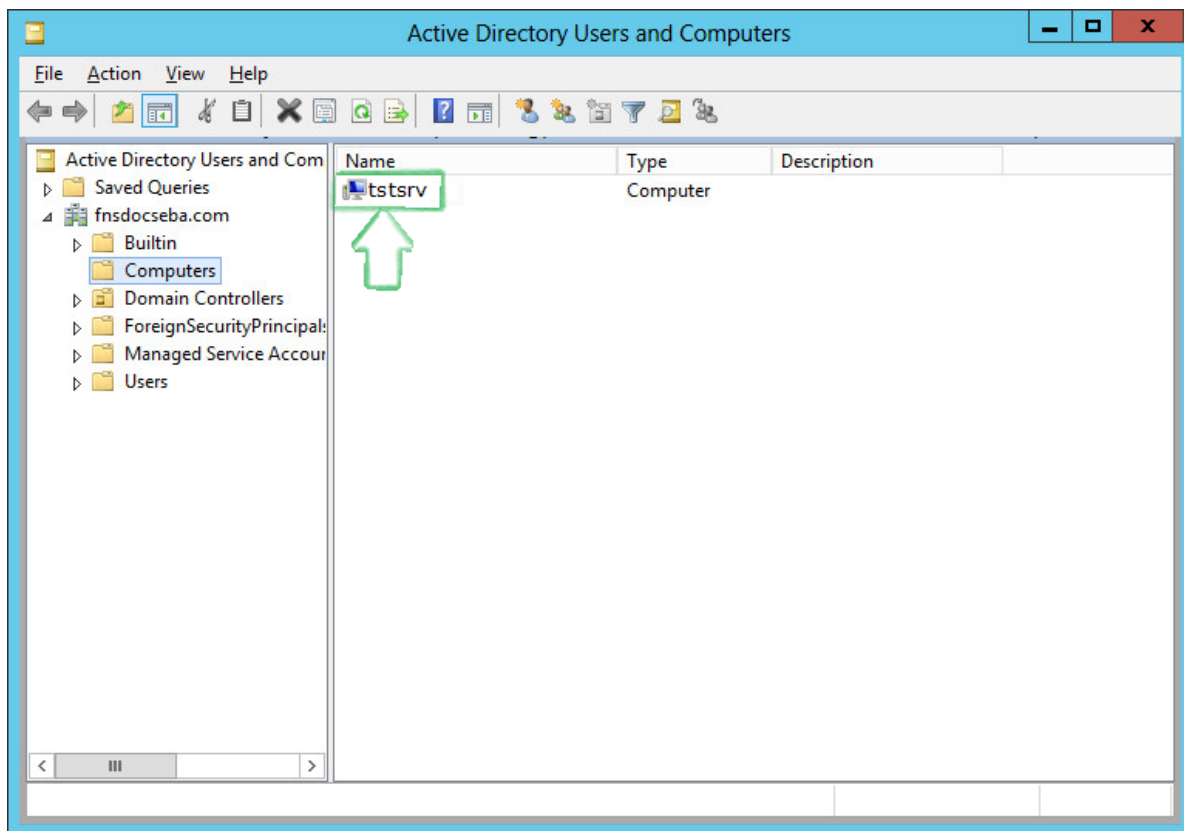 Active Directory Users and Computers
File Action View Help
Active Directory Users and Com
Saved Queries
fnsdocseba.com
Builtin
Computers
Domain Controllers
ForeignSecurityPrincipals
Managed Service Accour
Users
Name Type Description
tstsrv Computer